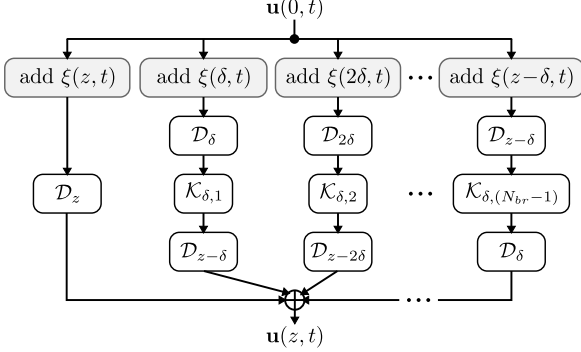 u(0, t)
add ξ(z, t) add ξ(δ, t) add ξ(2δ, t) ··· add ξ(z−δ, t)
𝒟_δ 𝒟_{2δ} 𝒟_{z−δ}
𝒟_z 𝒦_{δ,1} 𝒦_{δ,2} ··· 𝒦_{δ,(N_{br}−1)}
𝒟_{z−δ} 𝒟_{z−2δ} 𝒟_δ
···
u(z, t)